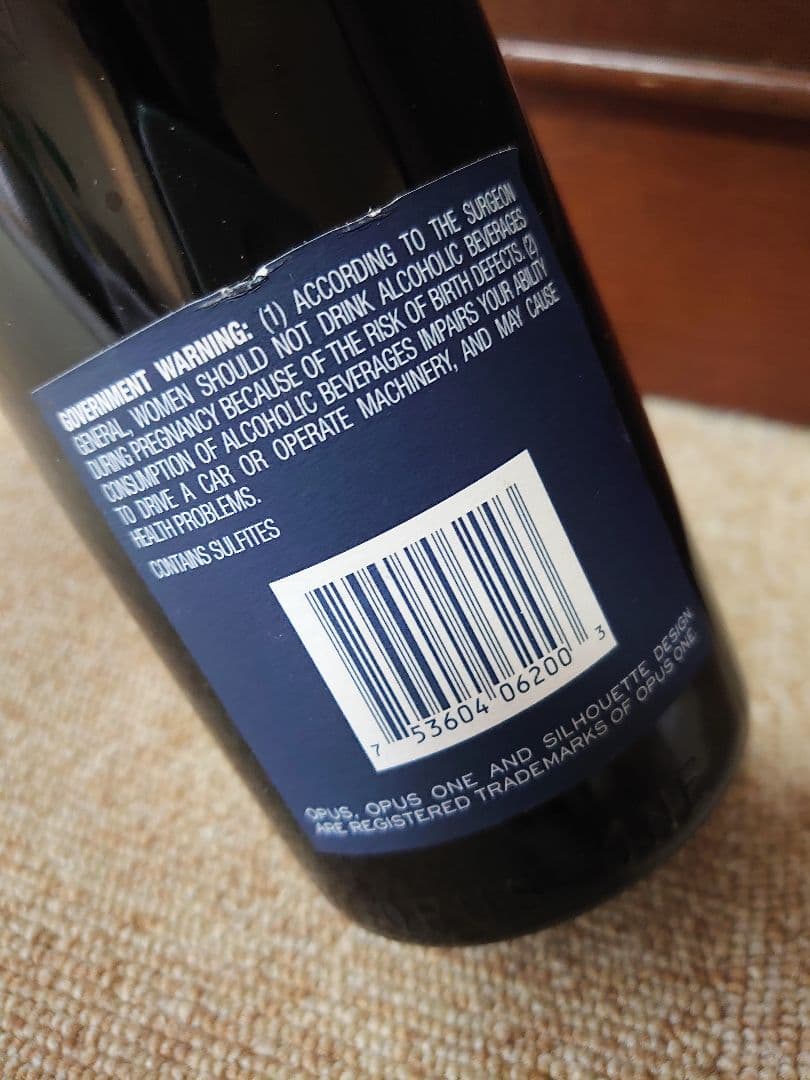 GOVERNMENT WARNING: (1) ACCORDING TO THE SURGEON
GENERAL, WOMEN SHOULD NOT DRINK ALCOHOLIC BEVERAGES
DURING PREGNANCY BECAUSE OF THE RISK OF BIRTH DEFECTS. (2)
CONSUMPTION OF ALCOHOLIC BEVERAGES IMPAIRS YOUR ABILITY
TO DRIVE A CAR OR OPERATE MACHINERY, AND MAY CAUSE
HEALTH PROBLEMS.
CONTAINS SULFITES
7 53604 06200 3
OPUS, OPUS ONE AND SILHOUETTE DESIGN
ARE REGISTERED TRADEMARKS OF OPUS ONE.